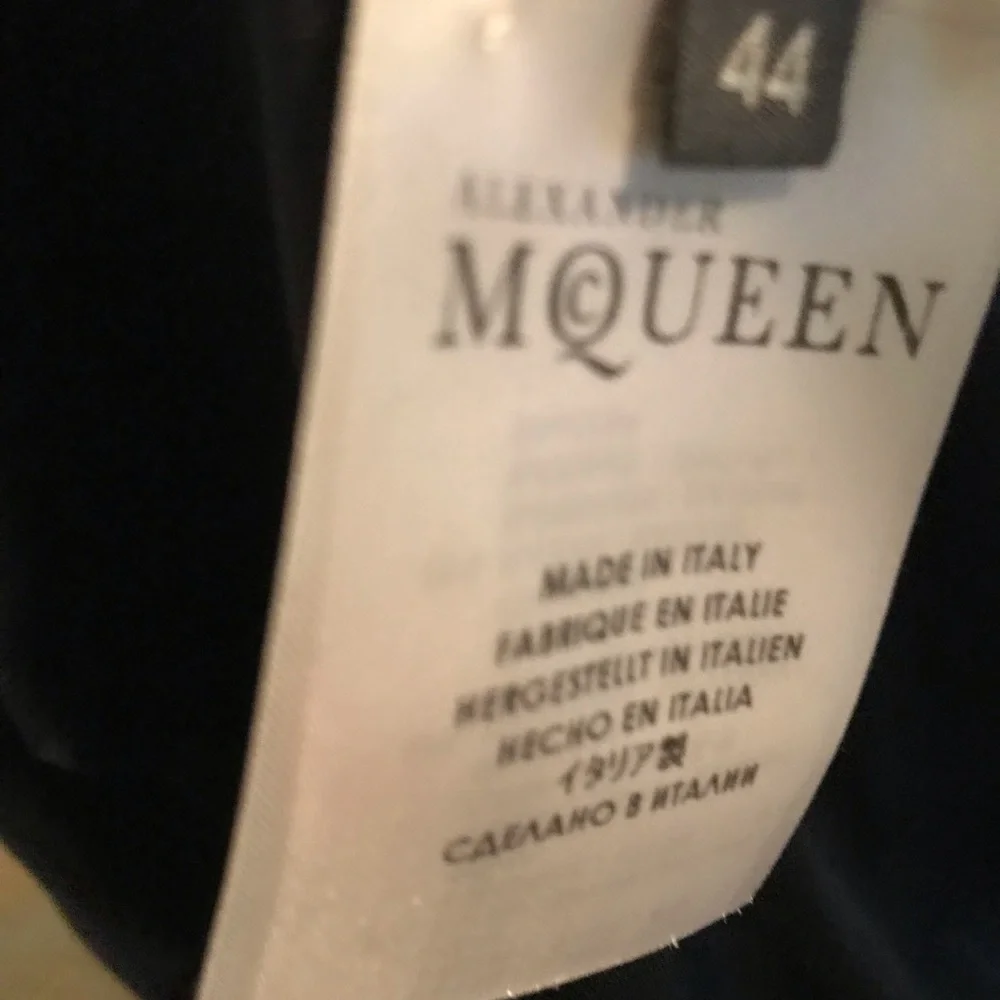 44
ALEXANDER
MCQUEEN
MADE IN ITALY
FABRIQUE EN ITALIE
HERGESTELLT IN ITALIEN
HECHO EN ITALIA
イタリア製
СДЕЛАНО В ИТАЛИИ